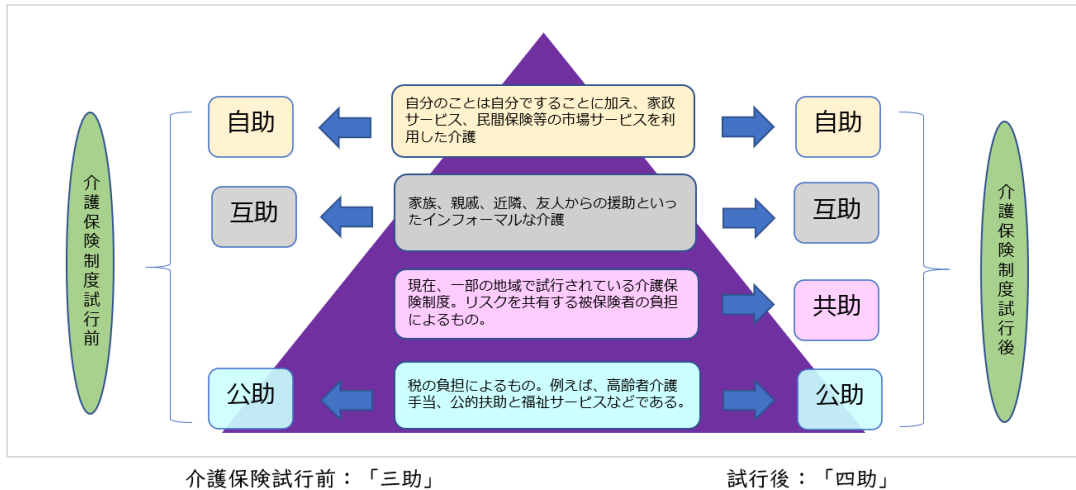 自助
自分のことは自分ですることに加え、家政
サービス、民間保険等の市場サービスを利
用した介護
自助
介護保険制度試行前
互助
家族、親戚、近隣、友人からの援助といっ
たインフォーマルな介護
互助
介護保険制度試行後
現在、一部の地域で試行されている介護保
険制度。リスクを共有する被保険者の負担
によるもの。
共助
公助
税の負担によるもの。例えば、高齢者介護
手当、公的扶助と福祉サービスなどである。
公助
介護保険試行前：「三助」
試行後：「四助」